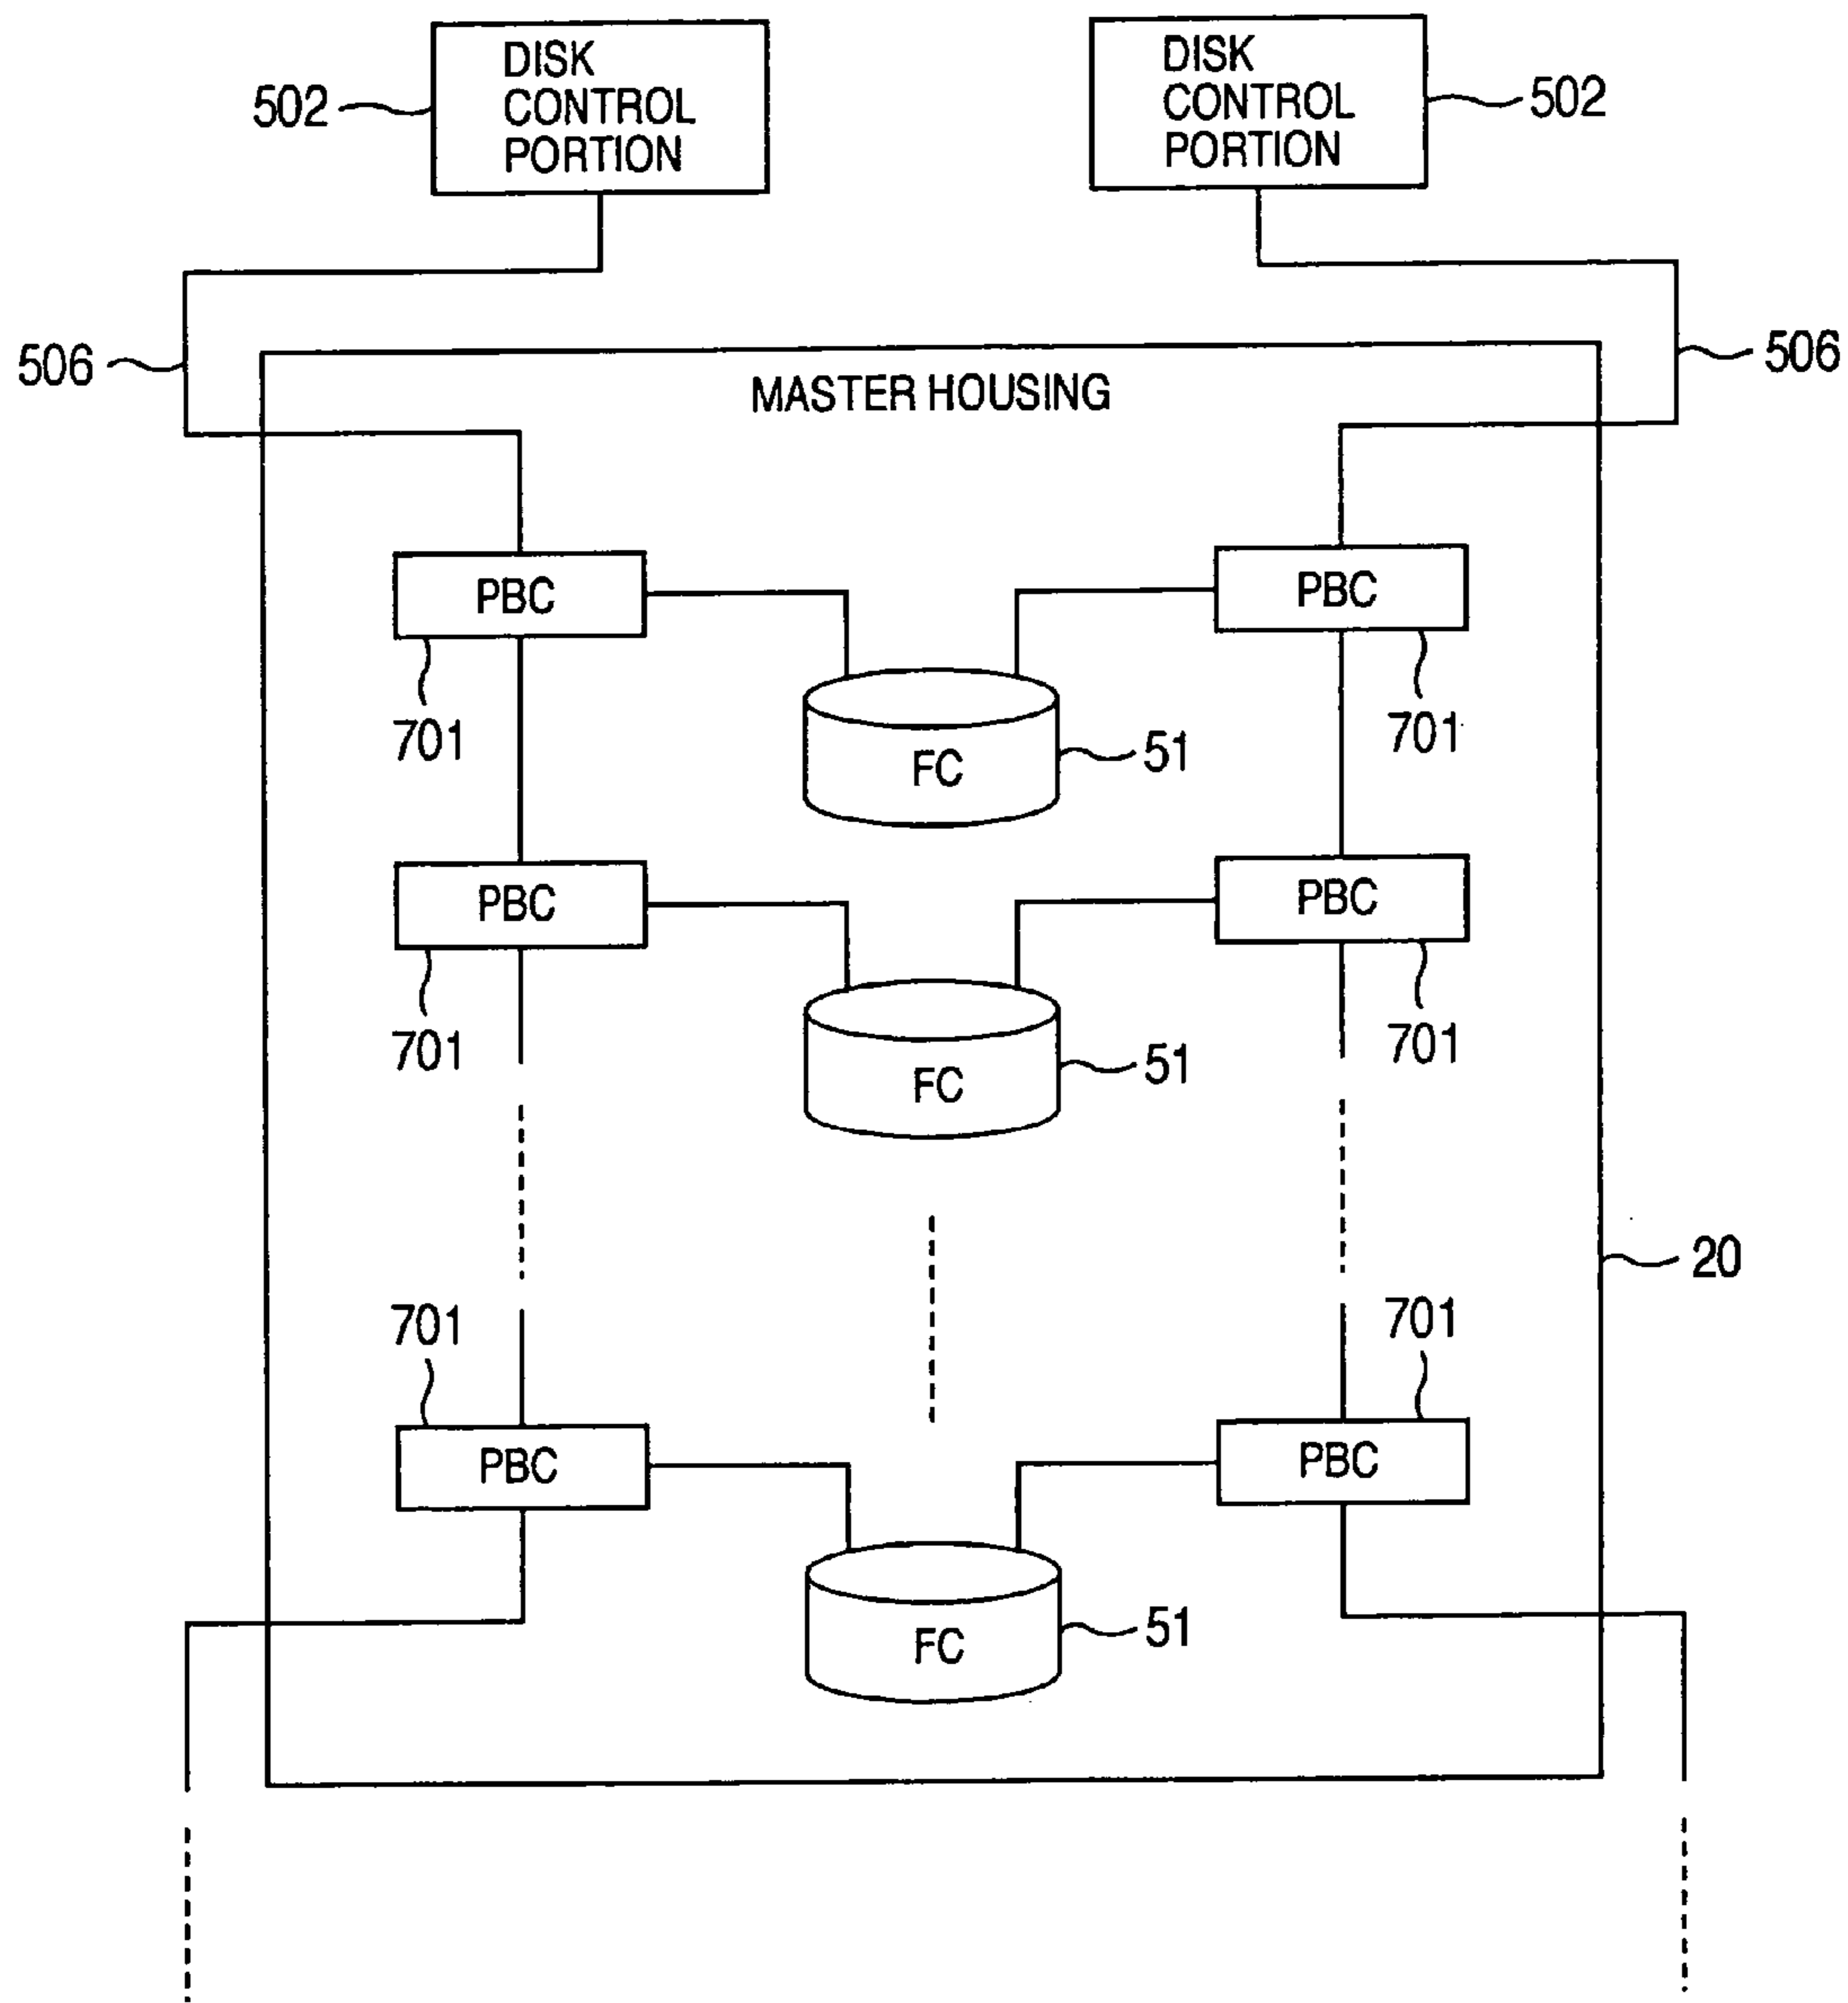 DISK
CONTROL
PORTION
502
DISK
CONTROL
PORTION
502
506
506
MASTER HOUSING
PBC
PBC
701
701
FC
51
PBC
PBC
701
701
FC
51
20
701
701
PBC
PBC
FC
51